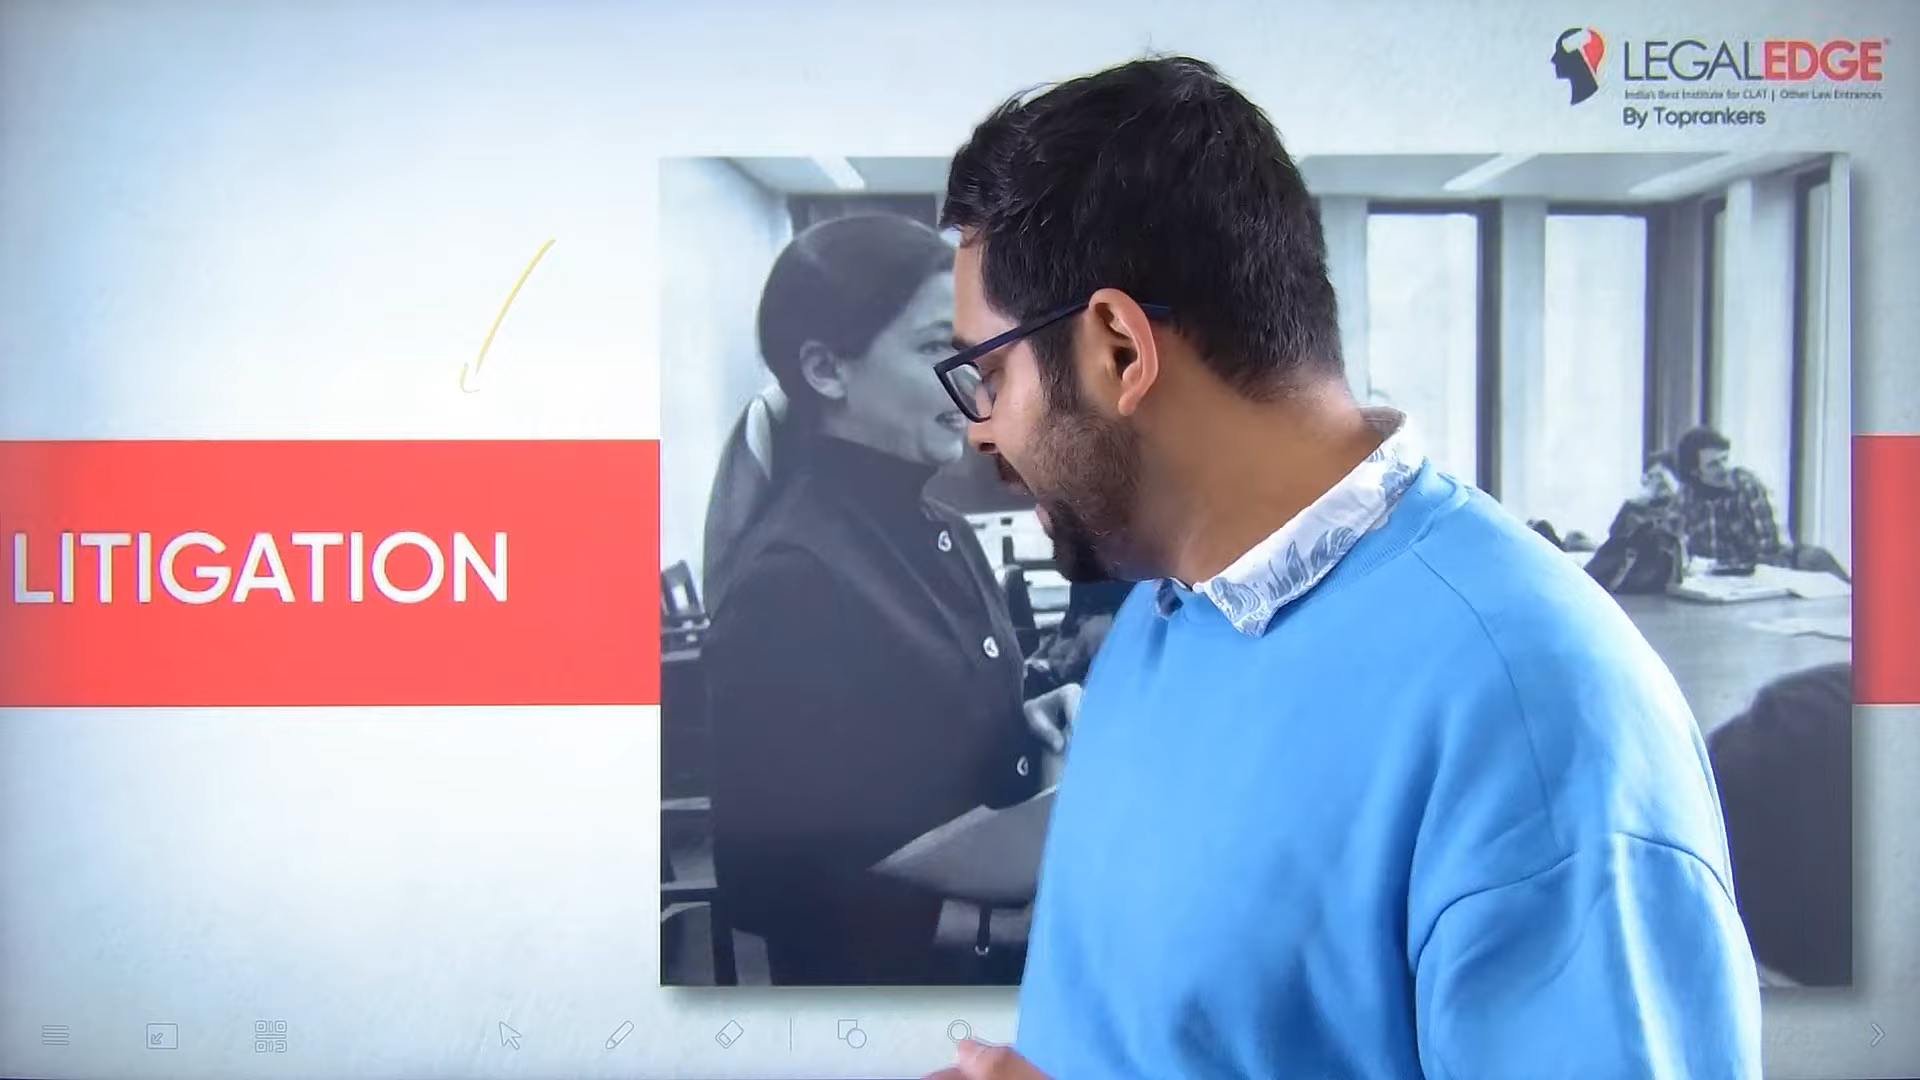 LEGALEDGE
India's Best Institute for CLAT | Other Law Entrances
By Toprankers
LITIGATION